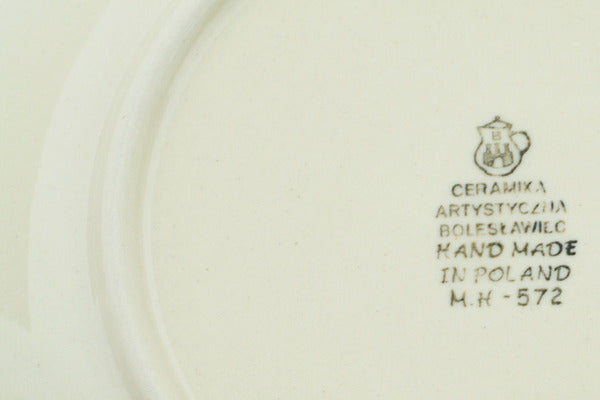 B
CERAMIKA
ARTYSTYCZNA
BOLESŁAWIEC
HAND MADE
IN POLAND
M.H-572